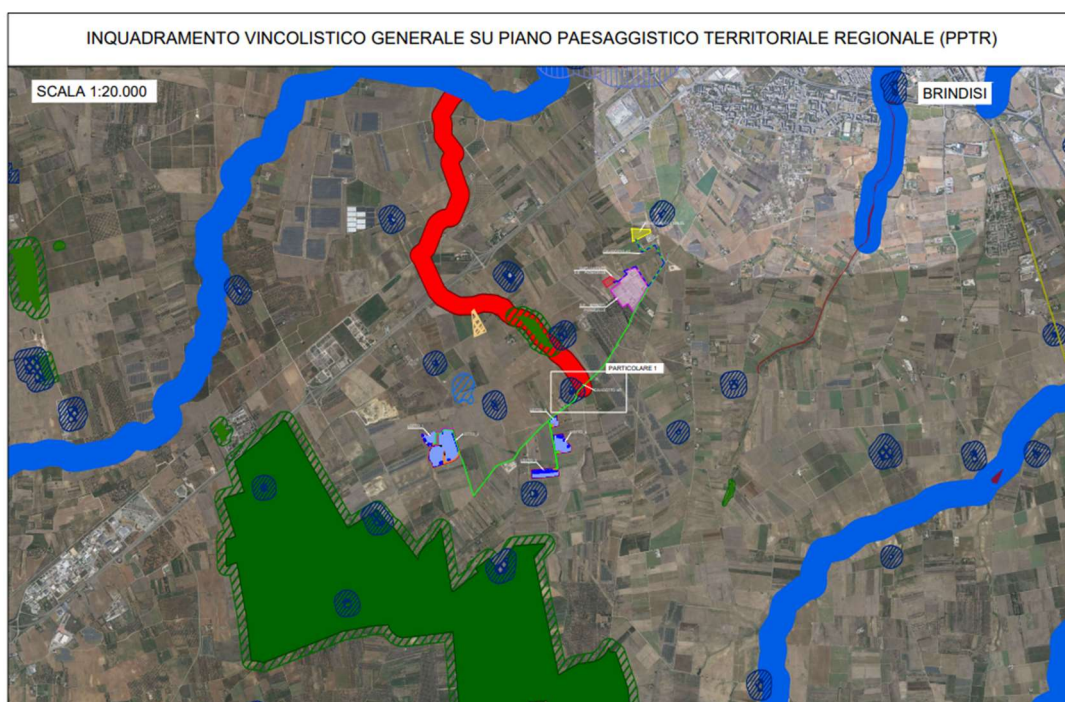 INQUADRAMENTO VINCOLISTICO GENERALE SU PIANO PAESAGGISTICO TERRITORIALE REGIONALE (PPTR)
SCALA 1:20.000
BRINDISI
PARTICOLARE 1